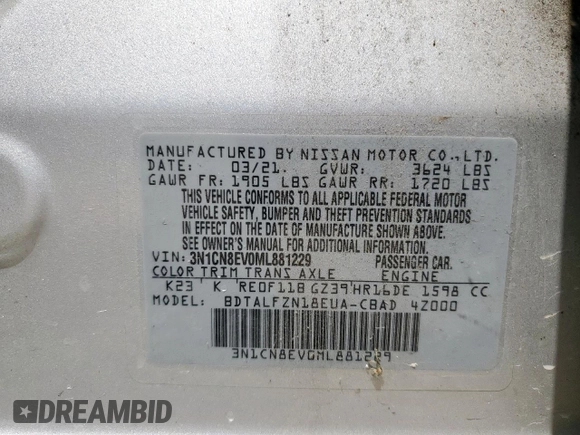 MANUFACTURED BY NISSAN MOTOR CO.,LTD.
DATE: 03/21. GVWR: 3624 LBS
GAWR FR: 1905 LBS GAWR RR: 1720 LBS
THIS VEHICLE CONFORMS TO ALL APPLICABLE FEDERAL MOTOR
VEHICLE SAFETY, BUMPER AND THEFT PREVENTION STANDARDS
IN EFFECT ON THE DATE OF MANUFACTURE SHOWN ABOVE.
SEE OWNER'S MANUAL FOR ADDITIONAL INFORMATION.
VIN: 3N1CN8EV0ML881229 PASSENGER CAR.
COLOR TRIM TRANS AXLE ENGINE
K23 K RE0F11B GZ39 HR16DE 1598 CC
MODEL: BDTALFZN18EUA-CBAD 4Z000
3N1CN8EV0ML881229
DREAMBID